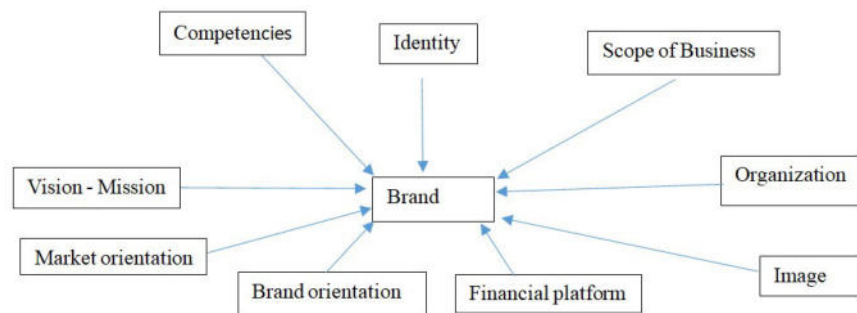 Competencies
Identity
Scope of Business
Vision - Mission
Brand
Organization
Market orientation
Brand orientation
Financial platform
Image